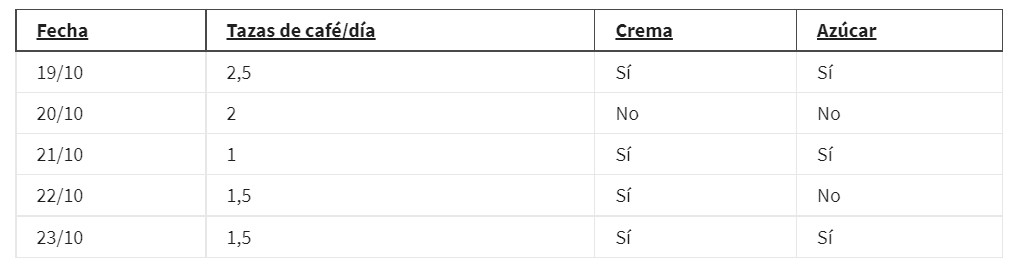 Fecha Tazas de café/día Crema Azúcar
19/10 2,5 Sí Sí
20/10 2 No No
21/10 1 Sí Sí
22/10 1,5 Sí No
23/10 1,5 Sí Sí